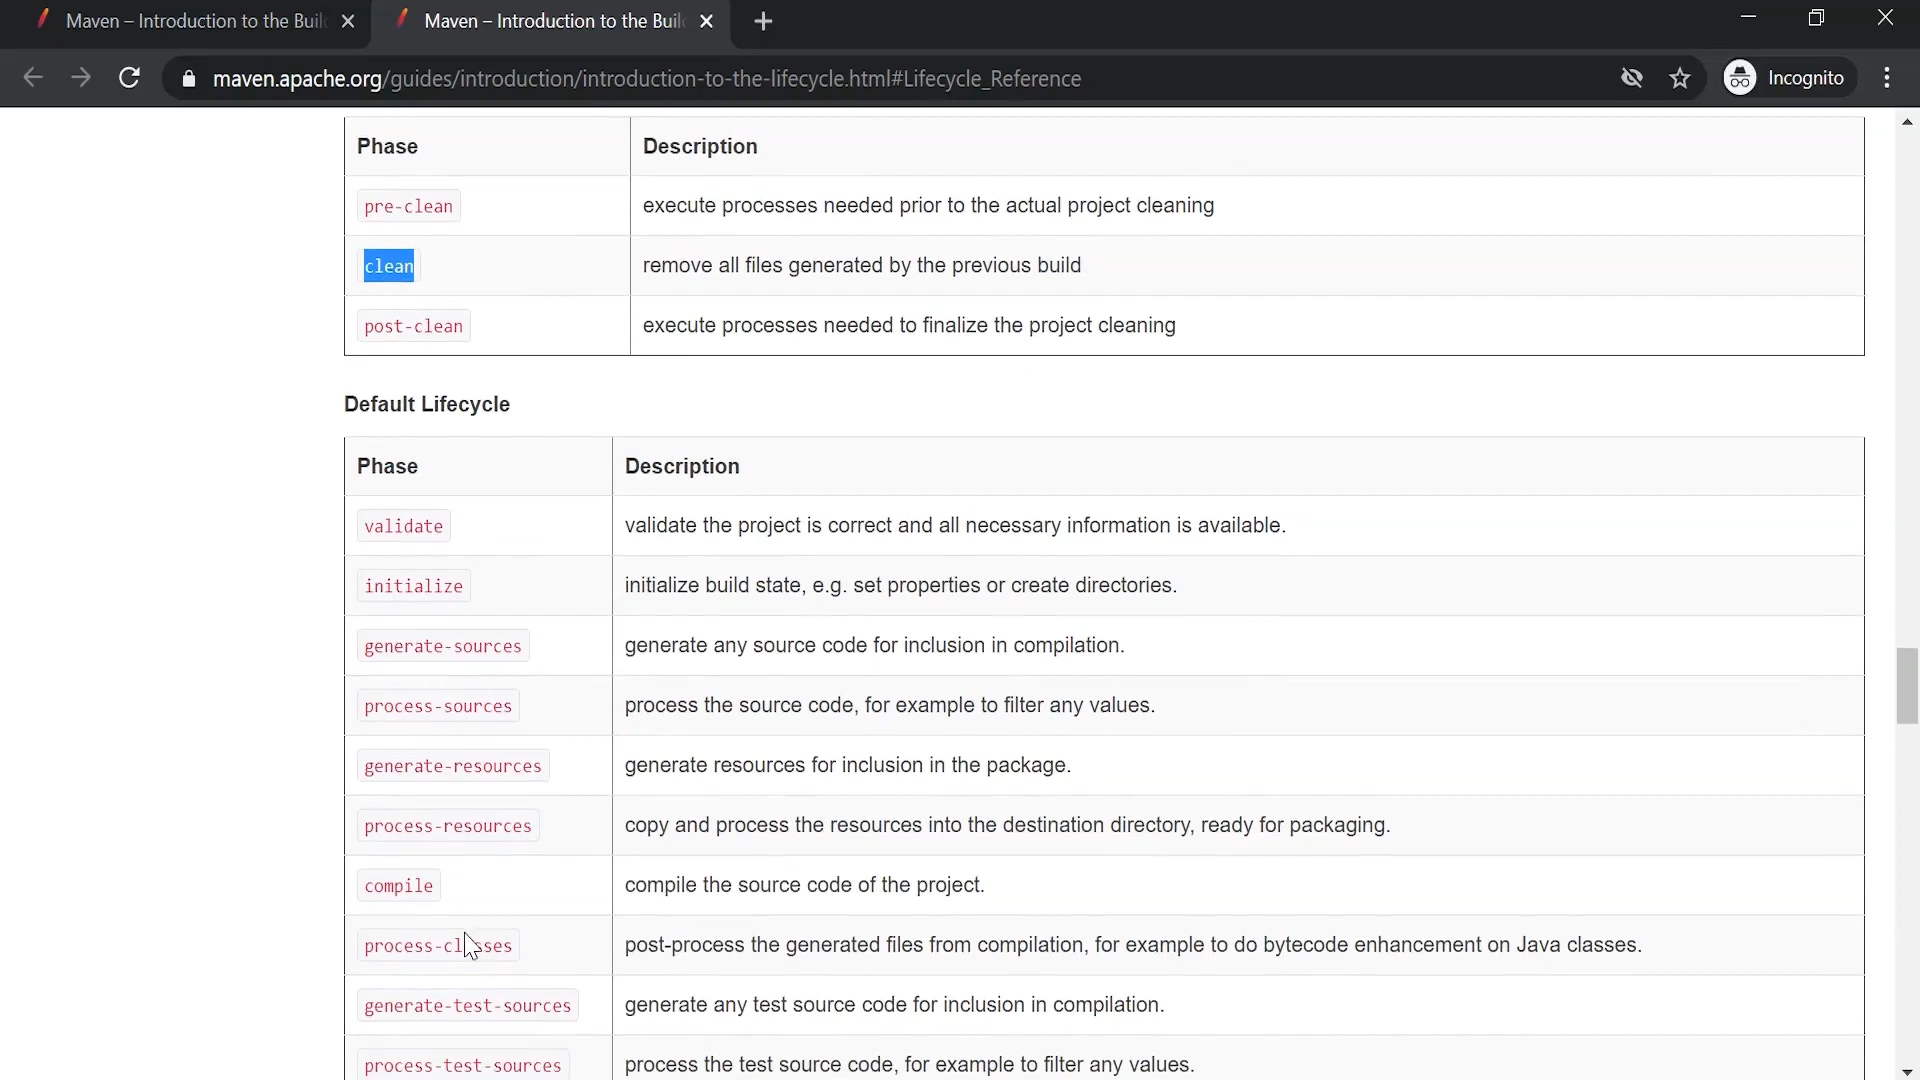 Maven – Introduction to the Buil
Maven – Introduction to the Buil
maven.apache.org/guides/introduction/introduction-to-the-lifecycle.html#Lifecycle_Reference
Incognito
Phase Description
pre-clean execute processes needed prior to the actual project cleaning
clean remove all files generated by the previous build
post-clean execute processes needed to finalize the project cleaning
Default Lifecycle
Phase Description
validate validate the project is correct and all necessary information is available.
initialize initialize build state, e.g. set properties or create directories.
generate-sources generate any source code for inclusion in compilation.
process-sources process the source code, for example to filter any values.
generate-resources generate resources for inclusion in the package.
process-resources copy and process the resources into the destination directory, ready for packaging.
compile compile the source code of the project.
process-classes post-process the generated files from compilation, for example to do bytecode enhancement on Java classes.
generate-test-sources generate any test source code for inclusion in compilation.
process-test-sources process the test source code, for example to filter any values.